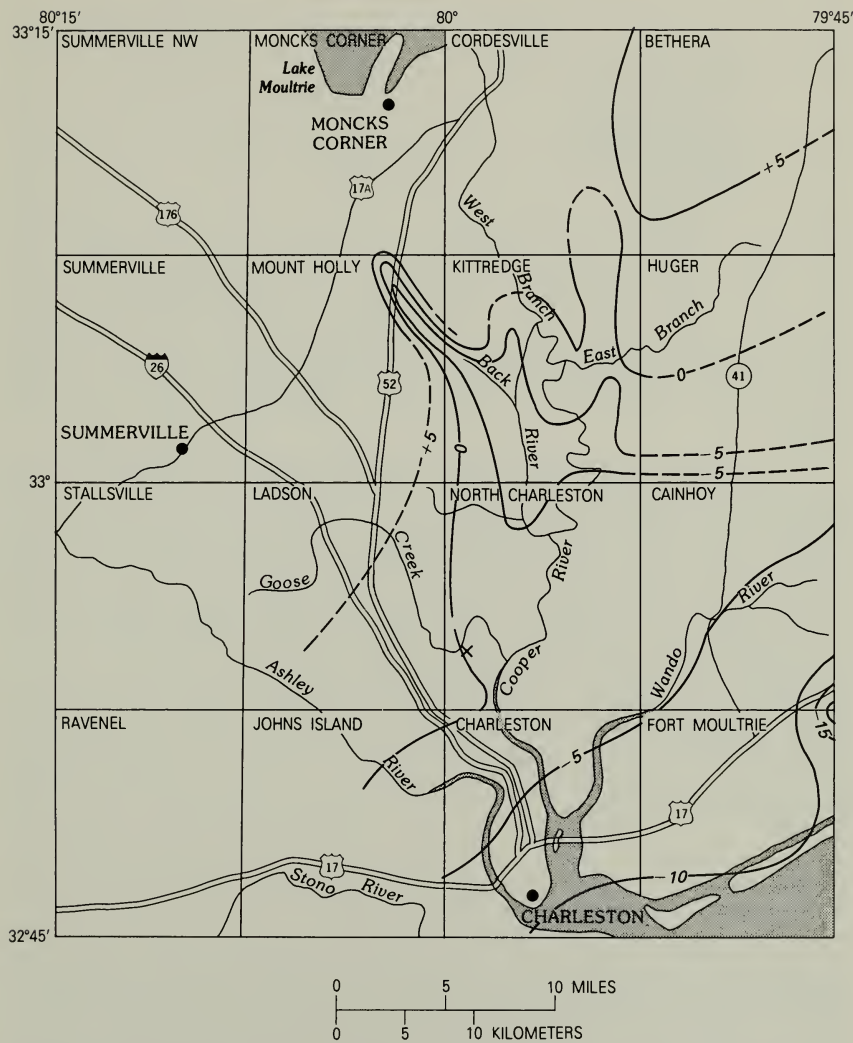 80°15' 80° 79°45'
33°15'
SUMMERVILLE NW MONCKS CORNER CORDESVILLE BETHERA
Lake
Moultrie
MONCKS
CORNER
+5
17A
West
176
SUMMERVILLE MOUNT HOLLY KITTREDGE HUGER
Branch
Branch
East
26
Back
0
41
52
SUMMERVILLE
+5
0
River
-5
-5
33°
STALLSVILLE LADSON NORTH CHARLESTON CAINHOY
Creek
Goose
River
River
Ashley
Cooper
Wando
RAVENEL JOHNS ISLAND CHARLESTON FORT MOULTRIE
-15
-5
River
17
17
Stono River
-10
CHARLESTON
32°45'
0 5 10 MILES
0 5 10 KILOMETERS